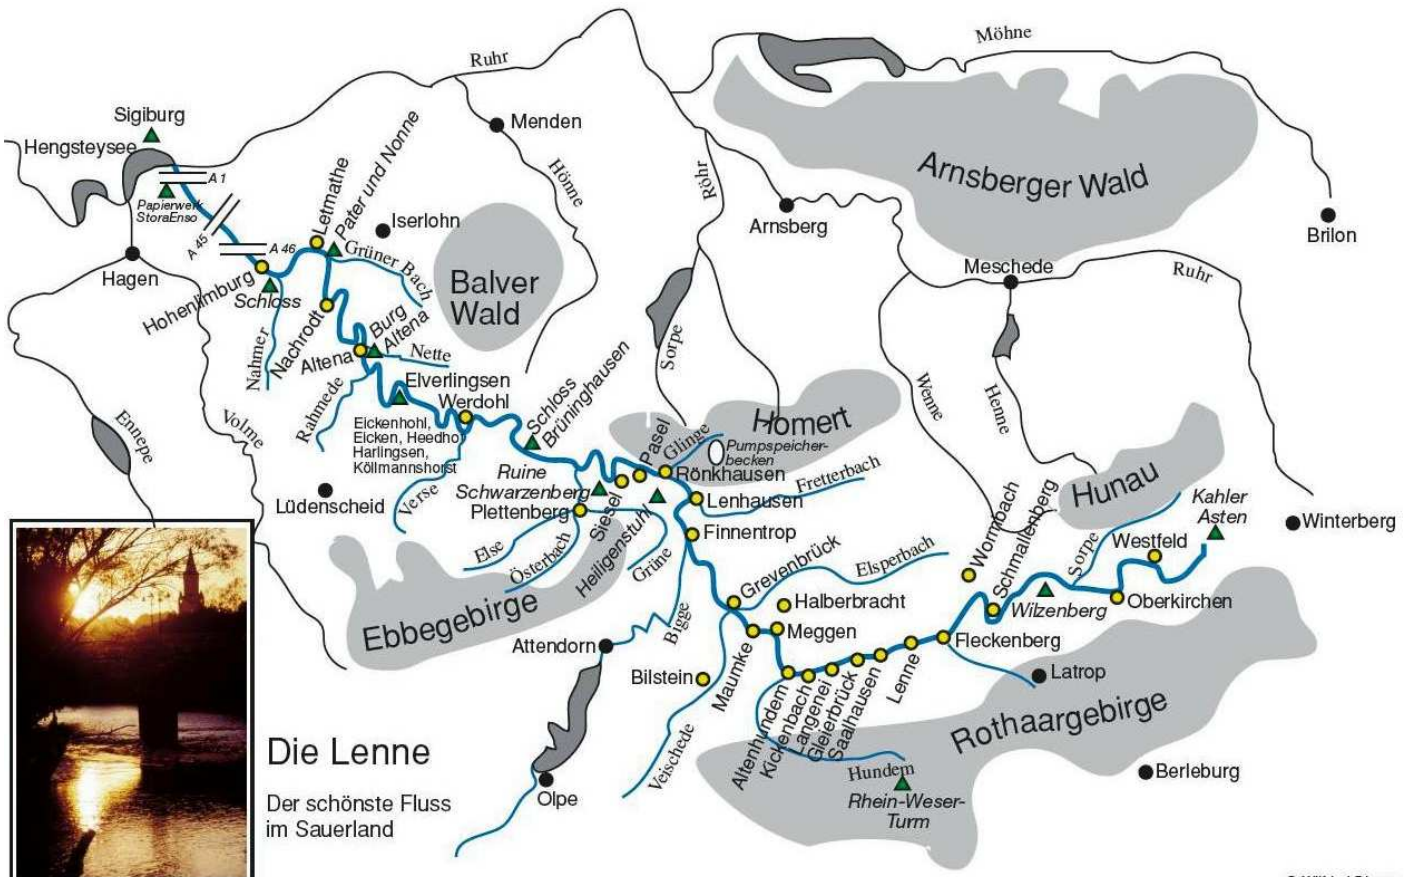 Möhne
Ruhr
Sigiburg
Hengsteysee
Menden
Arnsberger Wald
A 1
Papierwerk
StoraEnso
Letmathe
Pater und Nonne
Hönne
Röhr
Iserlohn
Arnsberg
Brilon
A 45
A 46
Grüner Bach
Hagen
Hohenlimburg
Schloss
Balver
Wald
Meschede
Ruhr
Nahmer
Nachrodt
Altena
Burg
Altena
Nette
Sorpe
Rahmede
Elverlingsen
Werdohl
Schloss
Brüninghausen
Wenne
Henne
Ennepe
Volme
Eickenhohl,
Eicken, Heedhof
Harlingsen,
Köllmannshorst
Homert
Pasel
Glinge
Pumpspeicher-
becken
Ruine
Schwarzenberg
Rönkhausen
Fretterbach
Hunau
Lüdenscheid
Verse
Plettenberg
Siesel
Lenhausen
Wormbach
Schmallenberg
Kahler
Asten
Winterberg
Else
Österbach
Heiligenstuhl
Grüne
Finnentrop
Grevenbrück
Elsperbach
Sorpe
Westfeld
Ebbegebirge
Halberbracht
Wilzenberg
Oberkirchen
Attendorn
Bigge
Meggen
Fleckenberg
Bilstein
Maumke
Lenne
Latrop
Rothaargebirge
Altenhundem
Kickenbach
Langenei
Gleierbrück
Saalhausen
Die Lenne
Veischede
Hundem
Berleburg
Der schönste Fluss
im Sauerland
Olpe
Rhein-Weser-
Turm